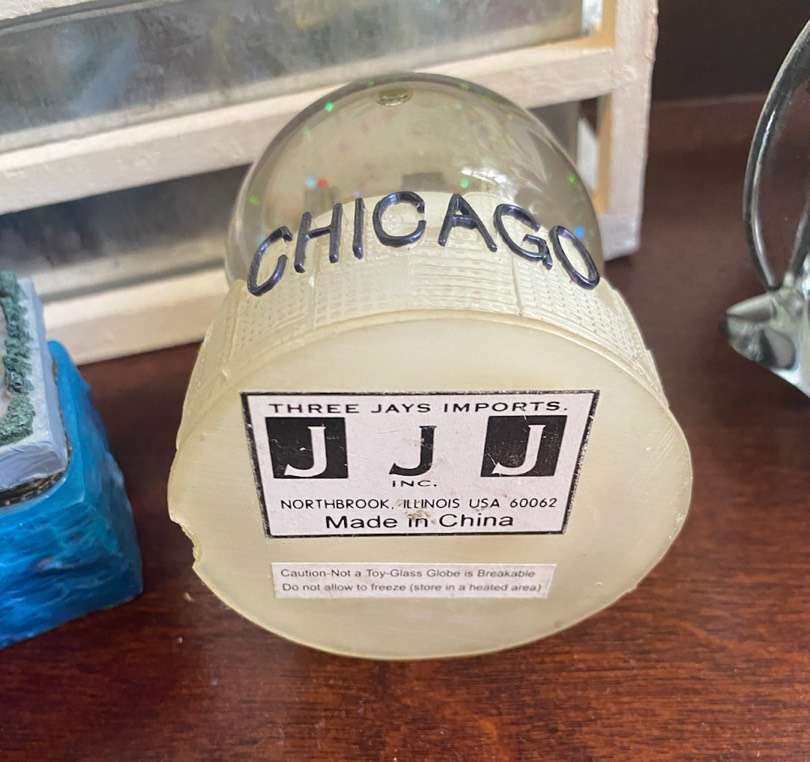 CHICAGO
THREE JAYS IMPORTS.
J J J
INC.
NORTHBROOK, ILLINOIS USA 60062
Made in China
Caution-Not a Toy-Glass Globe is Breakable
Do not allow to freeze (store in a heated area)